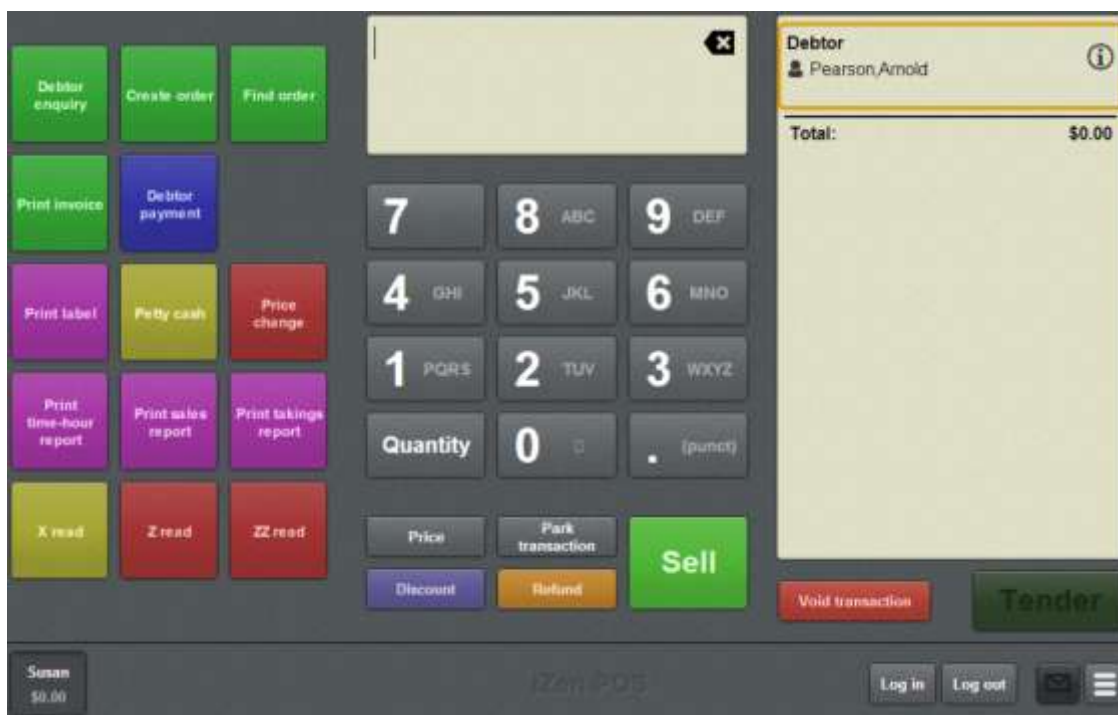 Debtor
enquiry
Create order
Find order
Print invoice
Debtor
payment
Print label
Petty cash
Price
change
Print
time-hour
report
Print sales
report
Print takings
report
X read
Z read
ZZ read
7
8 ABC
9 DEF
4 GHI
5 JKL
6 MNO
1 PQRS
2 TUV
3 WXYZ
Quantity
0
. (punct)
Price
Park
transaction
Sell
Discount
Refund
Debtor
Pearson,Arnold
Total: $0.00
Void transaction
Tender
Susan
$0.00
Log in
Log out